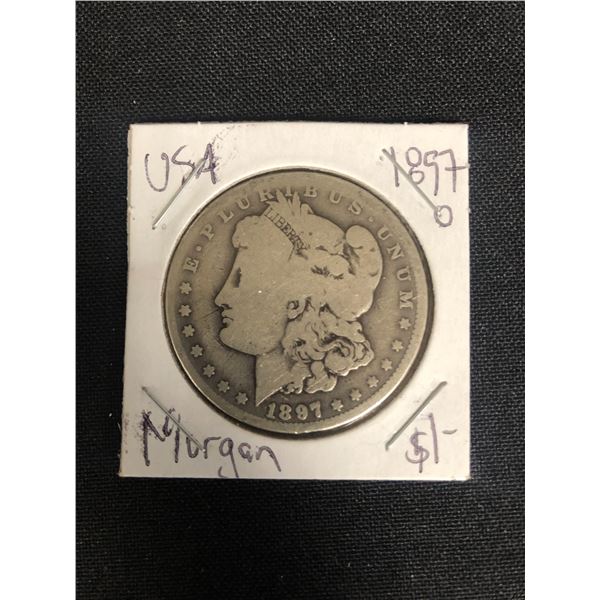 USA
1897
O
E·PLURIBUS·UNUM
LIBERTY
1897
Morgan
$1-